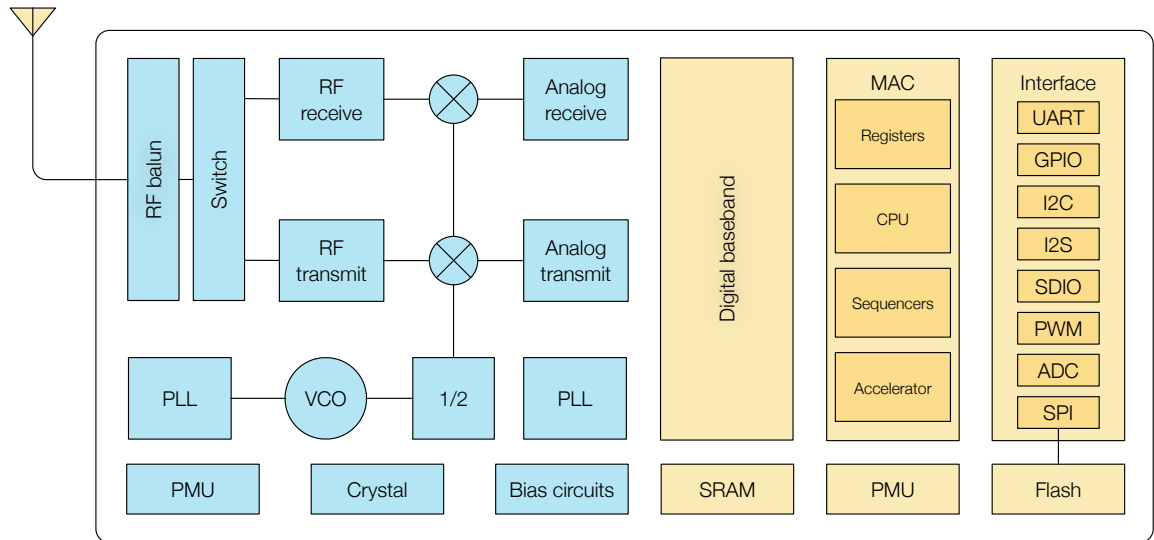 RF balun
Switch
RF
receive
Analog
receive
RF
transmit
Analog
transmit
PLL
VCO
1/2
PLL
PMU
Crystal
Bias circuits
Digital baseband
SRAM
MAC
Registers
CPU
Sequencers
Accelerator
PMU
Interface
UART
GPIO
I2C
I2S
SDIO
PWM
ADC
SPI
Flash